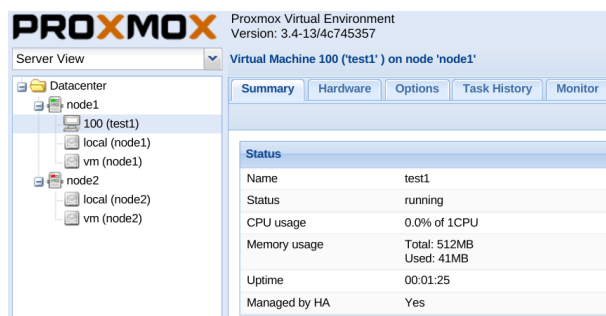 PROXMOX
Proxmox Virtual Environment
Version: 3.4-13/4c745357
Server View
Virtual Machine 100 ('test1' ) on node 'node1'
Datacenter
node1
100 (test1)
local (node1)
vm (node1)
node2
local (node2)
vm (node2)
Summary Hardware Options Task History Monitor
Status
Name test1
Status running
CPU usage 0.0% of 1CPU
Memory usage Total: 512MB
Used: 41MB
Uptime 00:01:25
Managed by HA Yes